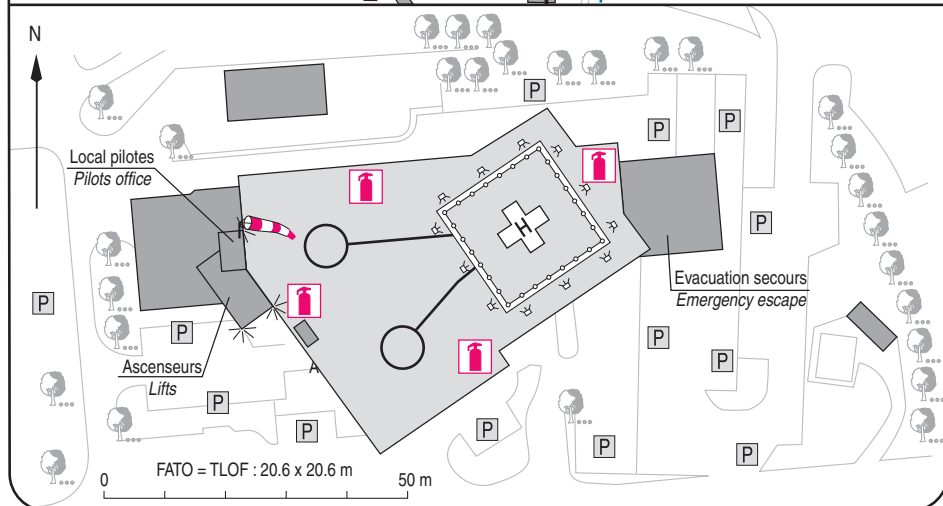 N
P
P
P
Local pilotes
Pilots office
H
P
Evacuation secours
Emergency escape
P
P
P
P
Ascenseurs
Lifts
A
P
P
P
P
P
FATO = TLOF : 20.6 x 20.6 m
0
50 m